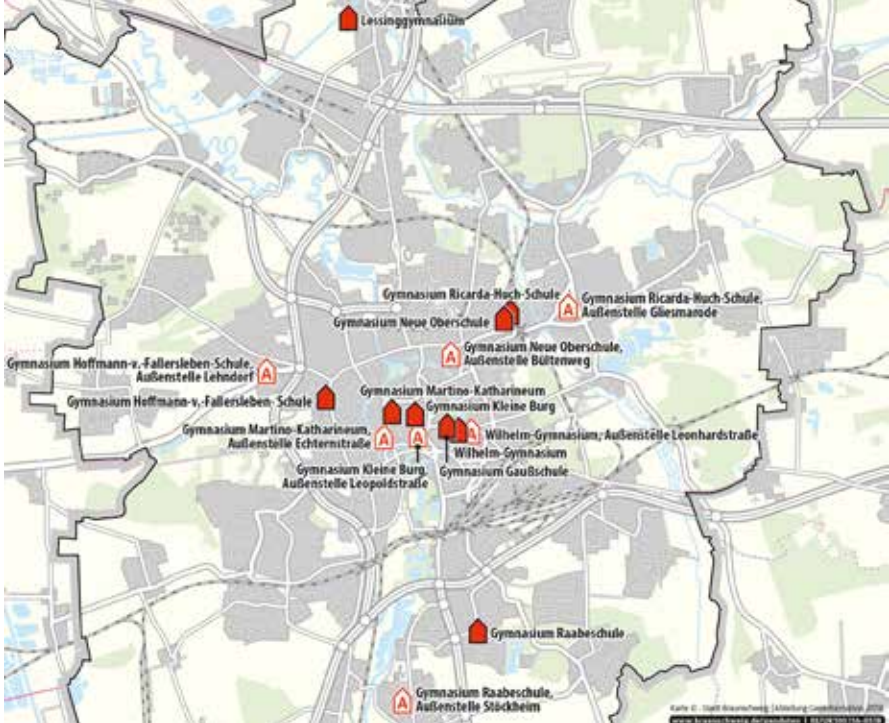 Lessinggymnasium
Gymnasium Ricarda-Huch-Schule
Gymnasium Ricarda-Huch-Schule,
Außenstelle Gliesmarode
Gymnasium Neue Oberschule
Gymnasium Neue Oberschule,
Außenstelle Bültenweg
Gymnasium Hoffmann-v.-Fallersleben-Schule,
Außenstelle Lehndorf
Gymnasium Hoffmann-v.-Fallersleben- Schule
Gymnasium Martino-Katharineum
Gymnasium Kleine Burg
Gymnasium Martino-Katharineum,
Außenstelle Echternstraße
Wilhelm-Gymnasium, Außenstelle Leonhardstraße
Wilhelm-Gymnasium
Gymnasium Gaußschule
Gymnasium Kleine Burg,
Außenstelle Leopoldstraße
Gymnasium Raabeschule
Gymnasium Raabeschule,
Außenstelle Stöckheim
A
A
A
A
A
A
A
Karte © Stadt Braunschweig